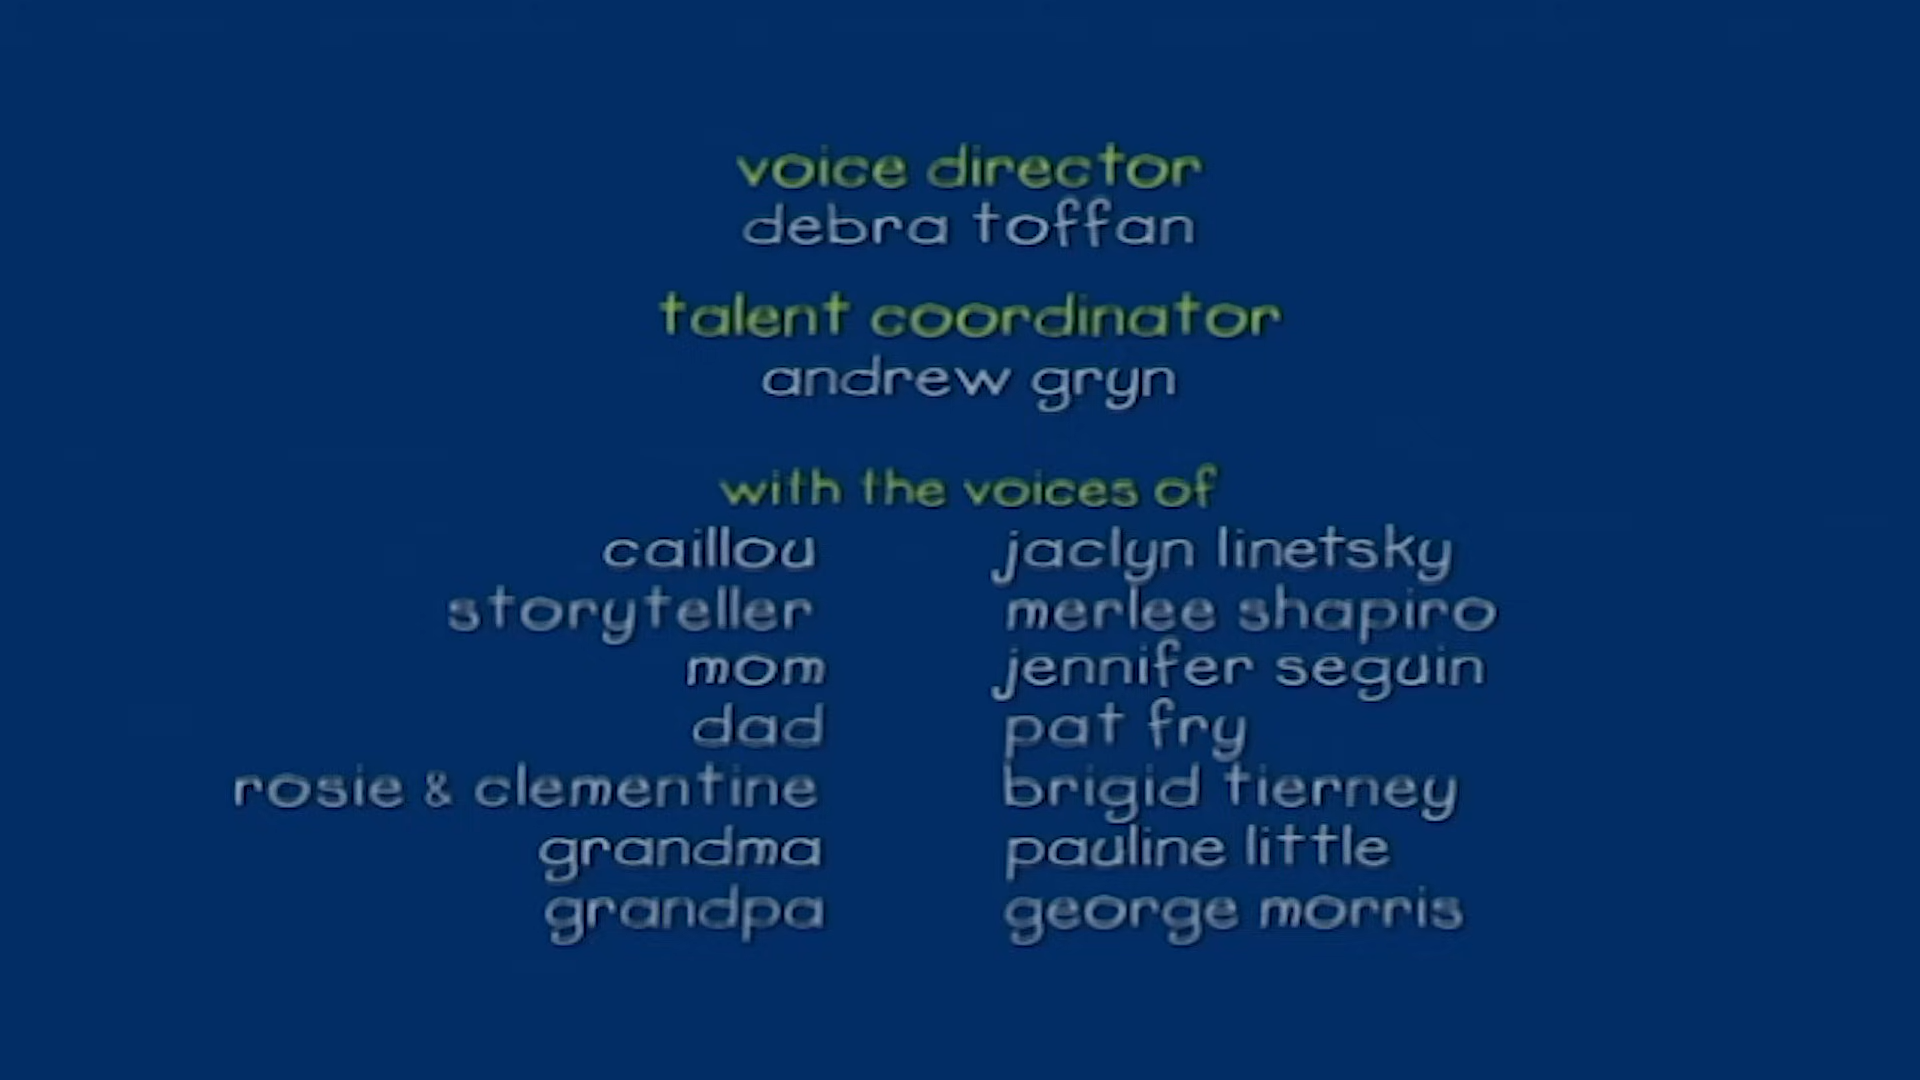 voice director
debra toffan
talent coordinator
andrew gryn
with the voices of
caillou jaclyn linetsky
storyteller merlee shapiro
mom jennifer seguin
dad pat fry
rosie & clementine brigid tierney
grandma pauline little
grandpa george morris